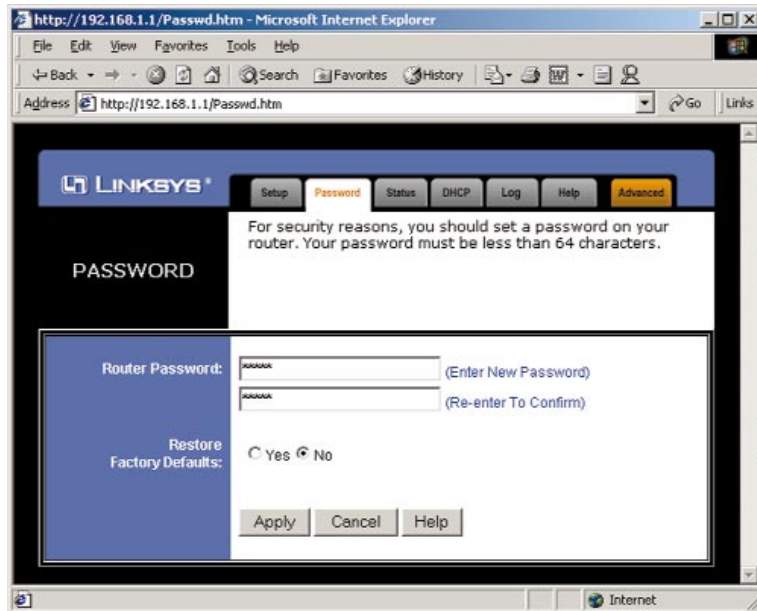 http://192.168.1.1/Passwd.htm - Microsoft Internet Explorer
File Edit View Favorites Tools Help
Back Search Favorites History
Address http://192.168.1.1/Passwd.htm Go Links
LINKSYS®
Setup Password Status DHCP Log Help Advanced
For security reasons, you should set a password on your
router. Your password must be less than 64 characters.
PASSWORD
Router Password: ***** (Enter New Password)
***** (Re-enter To Confirm)
Restore
Factory Defaults: Yes No
Apply Cancel Help
Internet